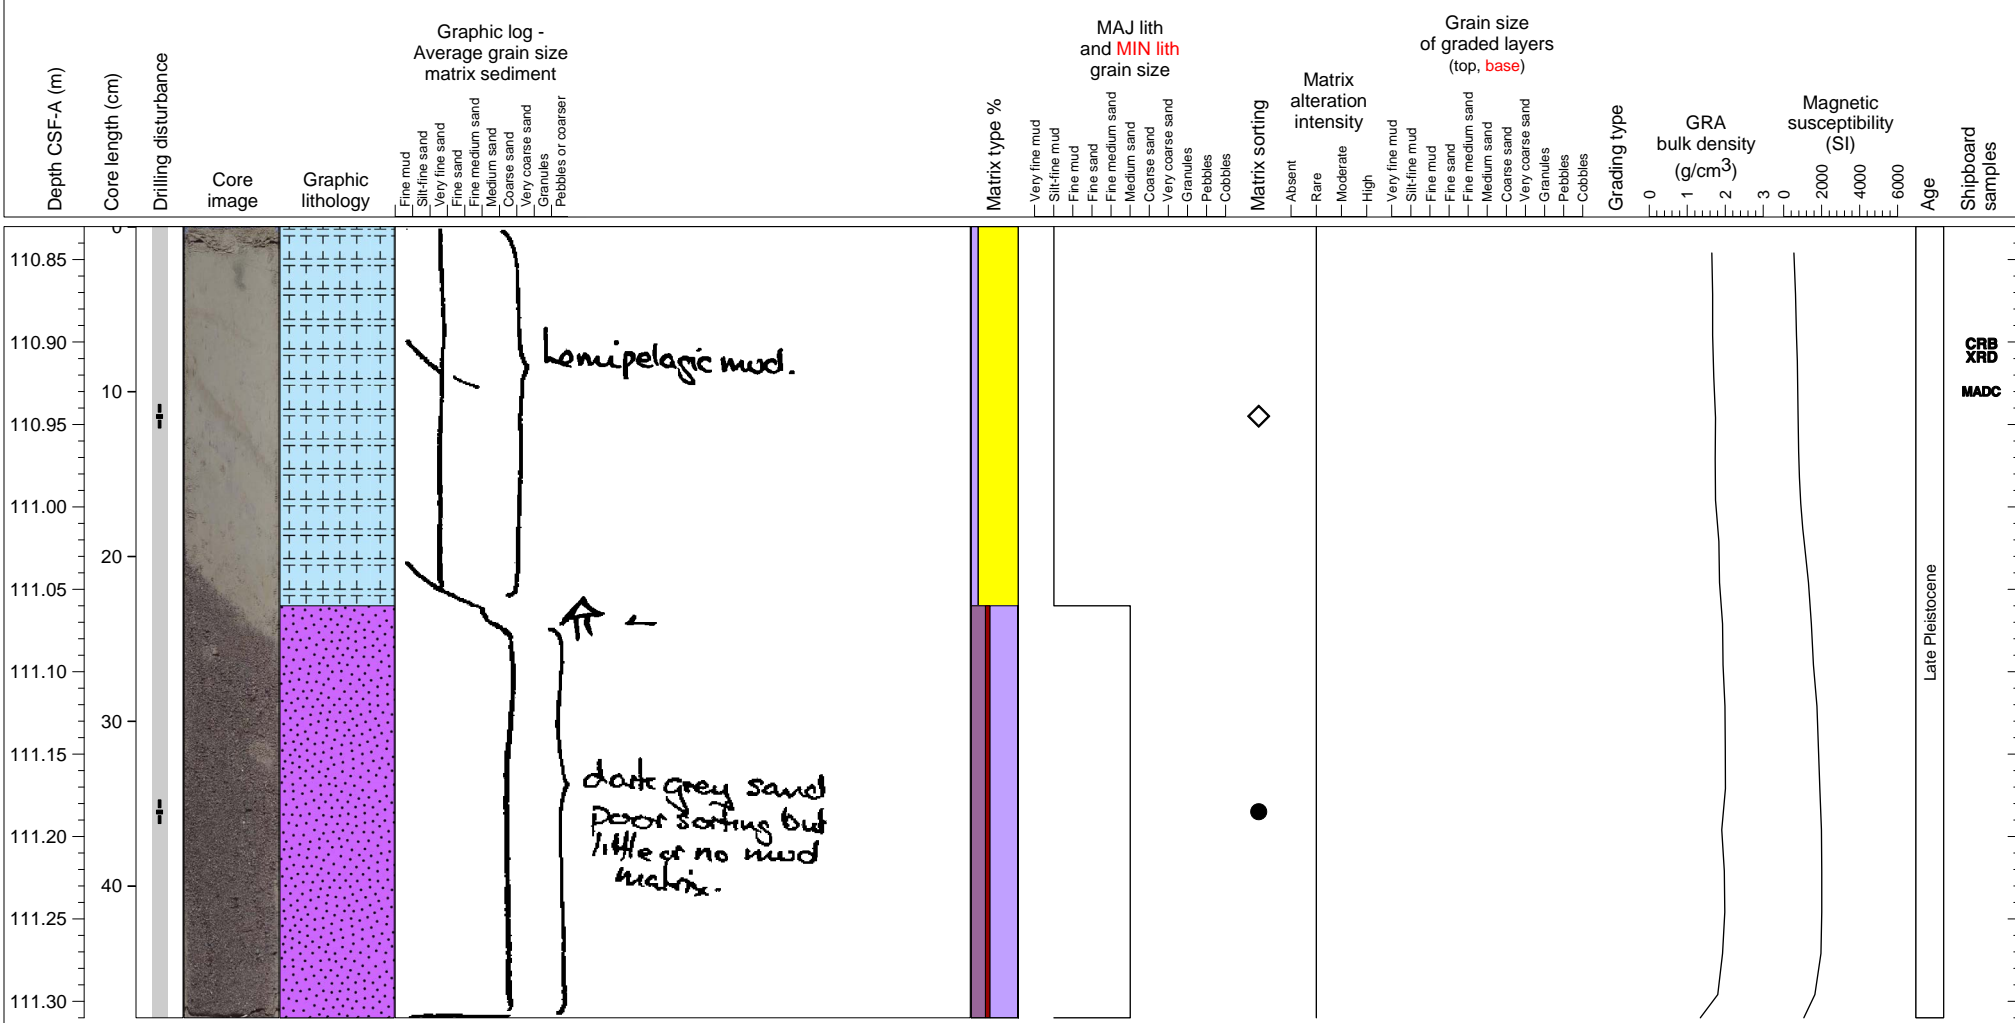 Depth CSF-A (m)
Core length (cm)
Drilling disturbance
Core
image
Graphic
lithology
Graphic log -
Average grain size
matrix sediment
Fine mud
Silt-fine sand
Very fine sand
Fine sand
Fine medium sand
Medium sand
Coarse sand
Very coarse sand
Granules
Pebbles or coarser
Matrix type %
MAJ lith
and MIN lith
grain size
Very fine mud
Silt-fine mud
Fine mud
Fine sand
Fine medium sand
Medium sand
Coarse sand
Very coarse sand
Granules
Pebbles
Cobbles
Matrix sorting
Matrix
alteration
intensity
Absent
Rare
Moderate
High
Grain size
of graded layers
(top, base)
Very fine mud
Silt-fine mud
Fine mud
Fine sand
Fine medium sand
Medium sand
Coarse sand
Very coarse sand
Granules
Pebbles
Cobbles
Grading type
GRA
bulk density
(g/cm3)
0 1 2 3
Magnetic
susceptibility
(SI)
0 2000 4000 6000
Age
Shipboard
samples
0
110.85
110.90
10
110.95
111.00
20
111.05
111.10
30
111.15
111.20
40
111.25
111.30
hemipelagic mud.
dark grey sand
poor sorting but
little or no mud
matrix.
CRB
XRD
MADC
Late Pleistocene